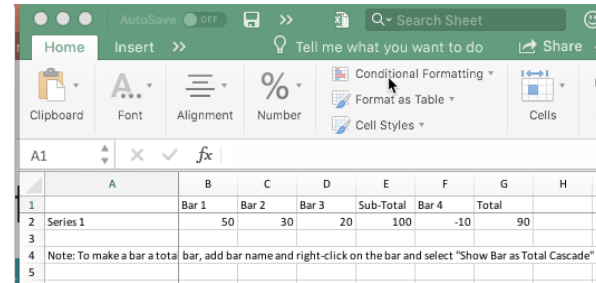 AutoSave OFF >> Search Sheet
Home Insert >> Tell me what you want to do Share
Clipboard
A
Font
Alignment
%
Number
Conditional Formatting
Format as Table
Cell Styles
Cells
A1 fx
A B C D E F G H
1 Bar 1 Bar 2 Bar 3 Sub-Total Bar 4 Total
2 Series 1 50 30 20 100 -10 90
3
4 Note: To make a bar a total bar, add bar name and right-click on the bar and select "Show Bar as Total Cascade"
5